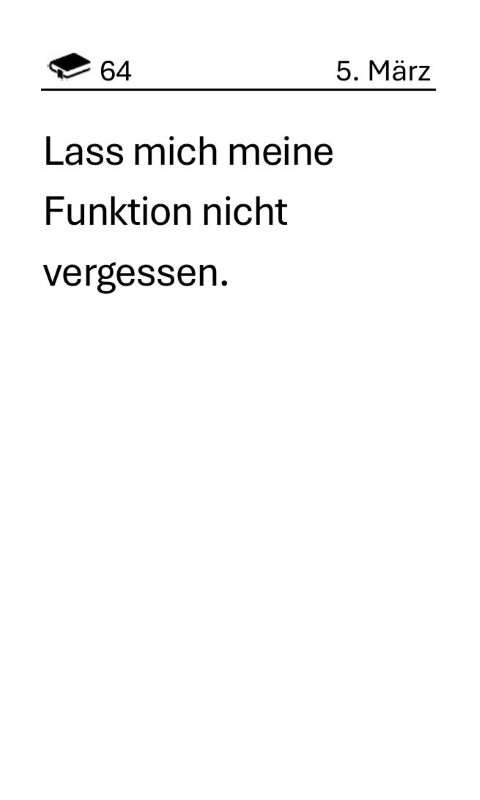 64 5. März
Lass mich meine
Funktion nicht
vergessen.